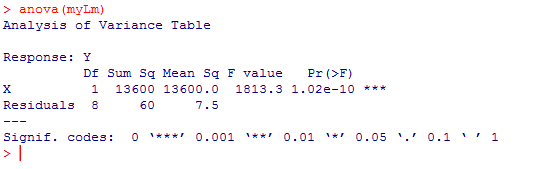 > anova(myLm)
Analysis of Variance Table

Response: Y
          Df Sum Sq Mean Sq F value   Pr(>F)
X          1  13600 13600.0  1813.3 1.02e-10 ***
Residuals  8     60     7.5
---
Signif. codes:  0 ‘***’ 0.001 ‘**’ 0.01 ‘*’ 0.05 ‘.’ 0.1 ‘ ’ 1
>